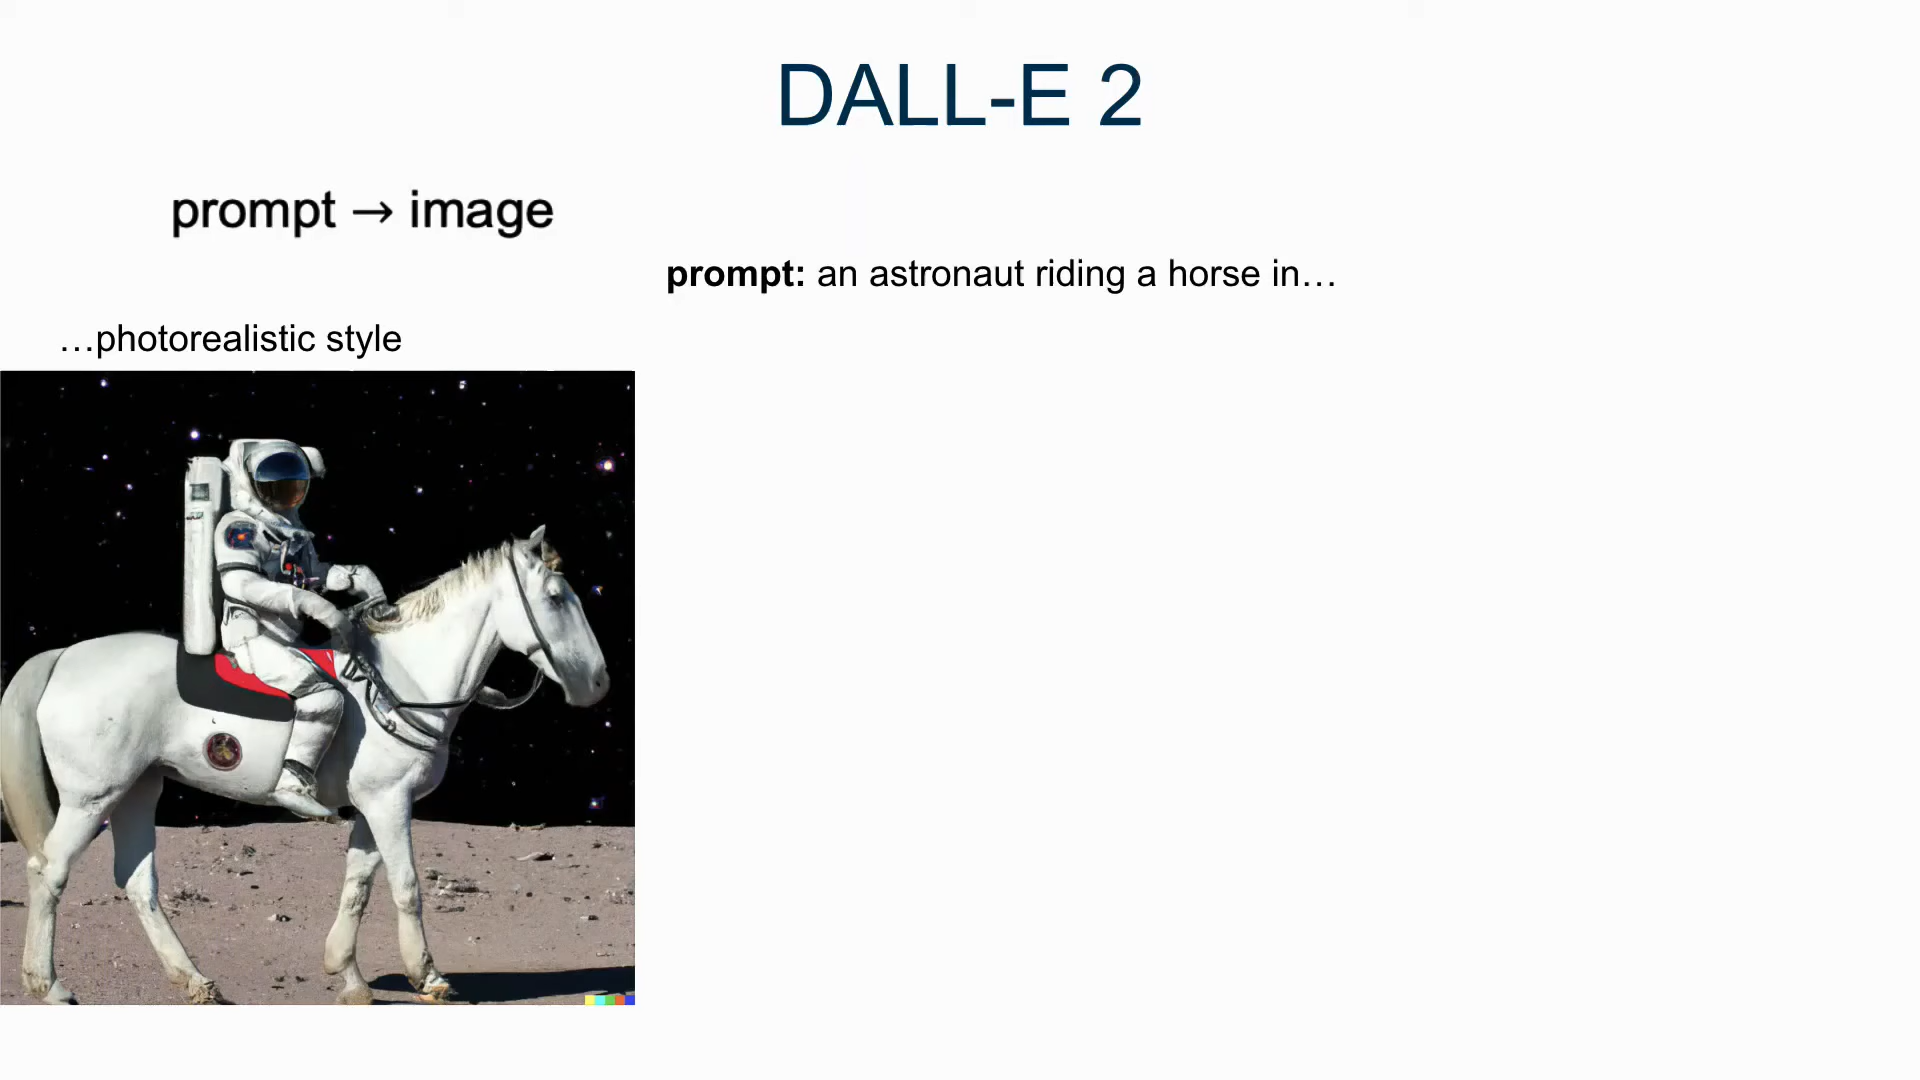 DALL-E 2
prompt → image
prompt: an astronaut riding a horse in…
…photorealistic style